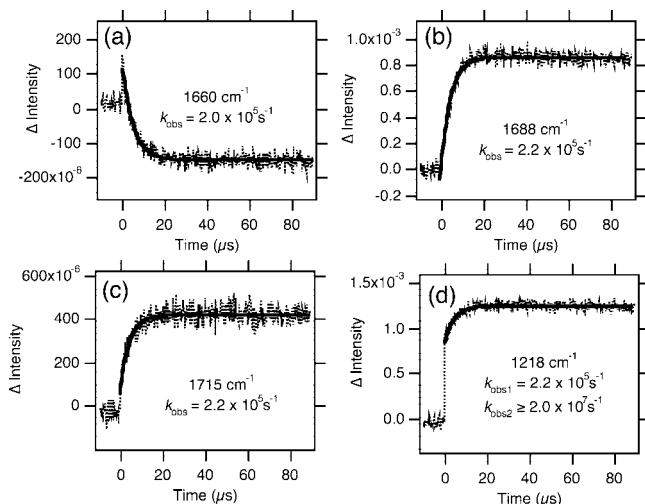 (a)
200
100
0
-100
-200x10⁻⁶
Δ Intensity
1660 cm⁻¹
k_obs = 2.0 x 10⁵s⁻¹
0 20 40 60 80
Time (µs)
(b)
1.0x10⁻³
0.8
0.6
0.4
0.2
0.0
-0.2
Δ Intensity
1688 cm⁻¹
k_obs = 2.2 x 10⁵s⁻¹
0 20 40 60 80
Time (µs)
(c)
600x10⁻⁶
400
200
0
Δ Intensity
1715 cm⁻¹
k_obs = 2.2 x 10⁵s⁻¹
0 20 40 60 80
Time (µs)
(d)
1.5x10⁻³
1.0
0.5
0.0
Δ Intensity
1218 cm⁻¹
k_obs1 = 2.2 x 10⁵s⁻¹
k_obs2 ≥ 2.0 x 10⁷s⁻¹
0 20 40 60 80
Time (µs)